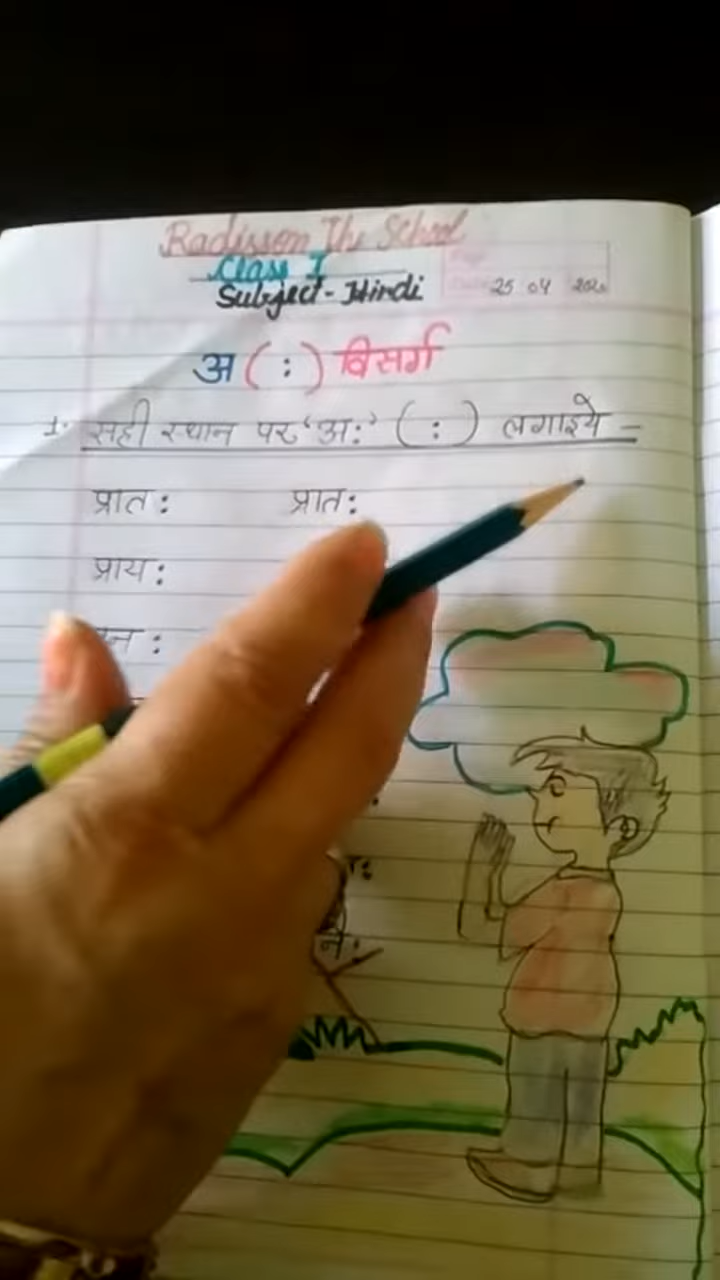 Radisson The School
Class I
Subject - Hindi
25 04 2020
अ ( : ) विसर्ग
1. सही स्थान पर 'अः' ( : ) लगाइये -
प्रात : प्रात:
प्राय :